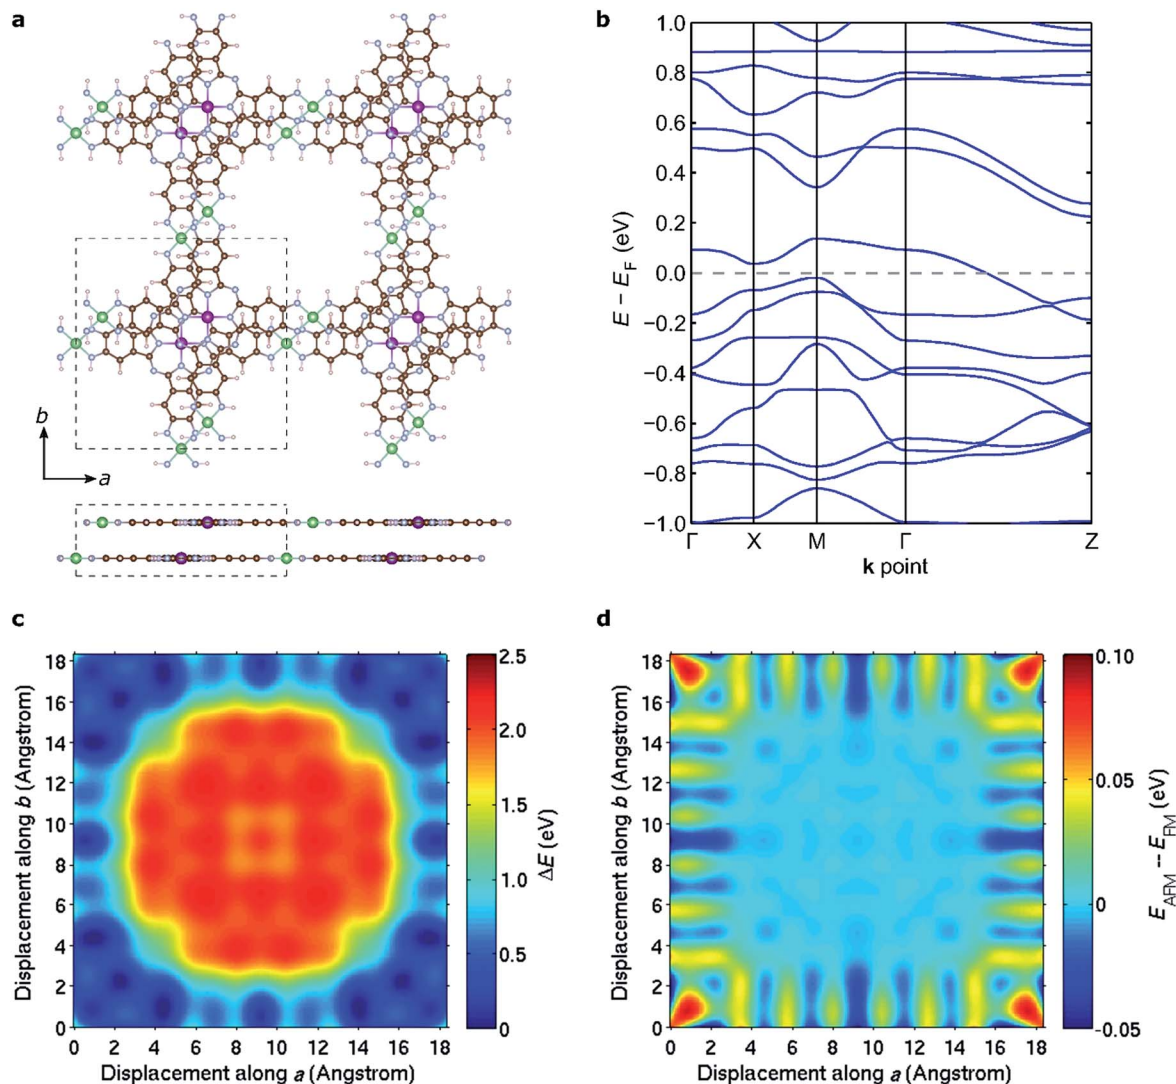 a
b
a
b
1.0
0.8
0.6
0.4
0.2
0.0
−0.2
−0.4
−0.6
−0.8
−1.0
E − E_F (eV)
Γ X M Γ Z
k point
c
18
16
14
12
10
8
6
4
2
0
Displacement along b (Angstrom)
0 2 4 6 8 10 12 14 16 18
Displacement along a (Angstrom)
2.5
2.0
1.5
1.0
0.5
0
ΔE (eV)
d
18
16
14
12
10
8
6
4
2
0
Displacement along b (Angstrom)
0 2 4 6 8 10 12 14 16 18
Displacement along a (Angstrom)
0.10
0.05
0
-0.05
E_AFM -- E_FM (eV)